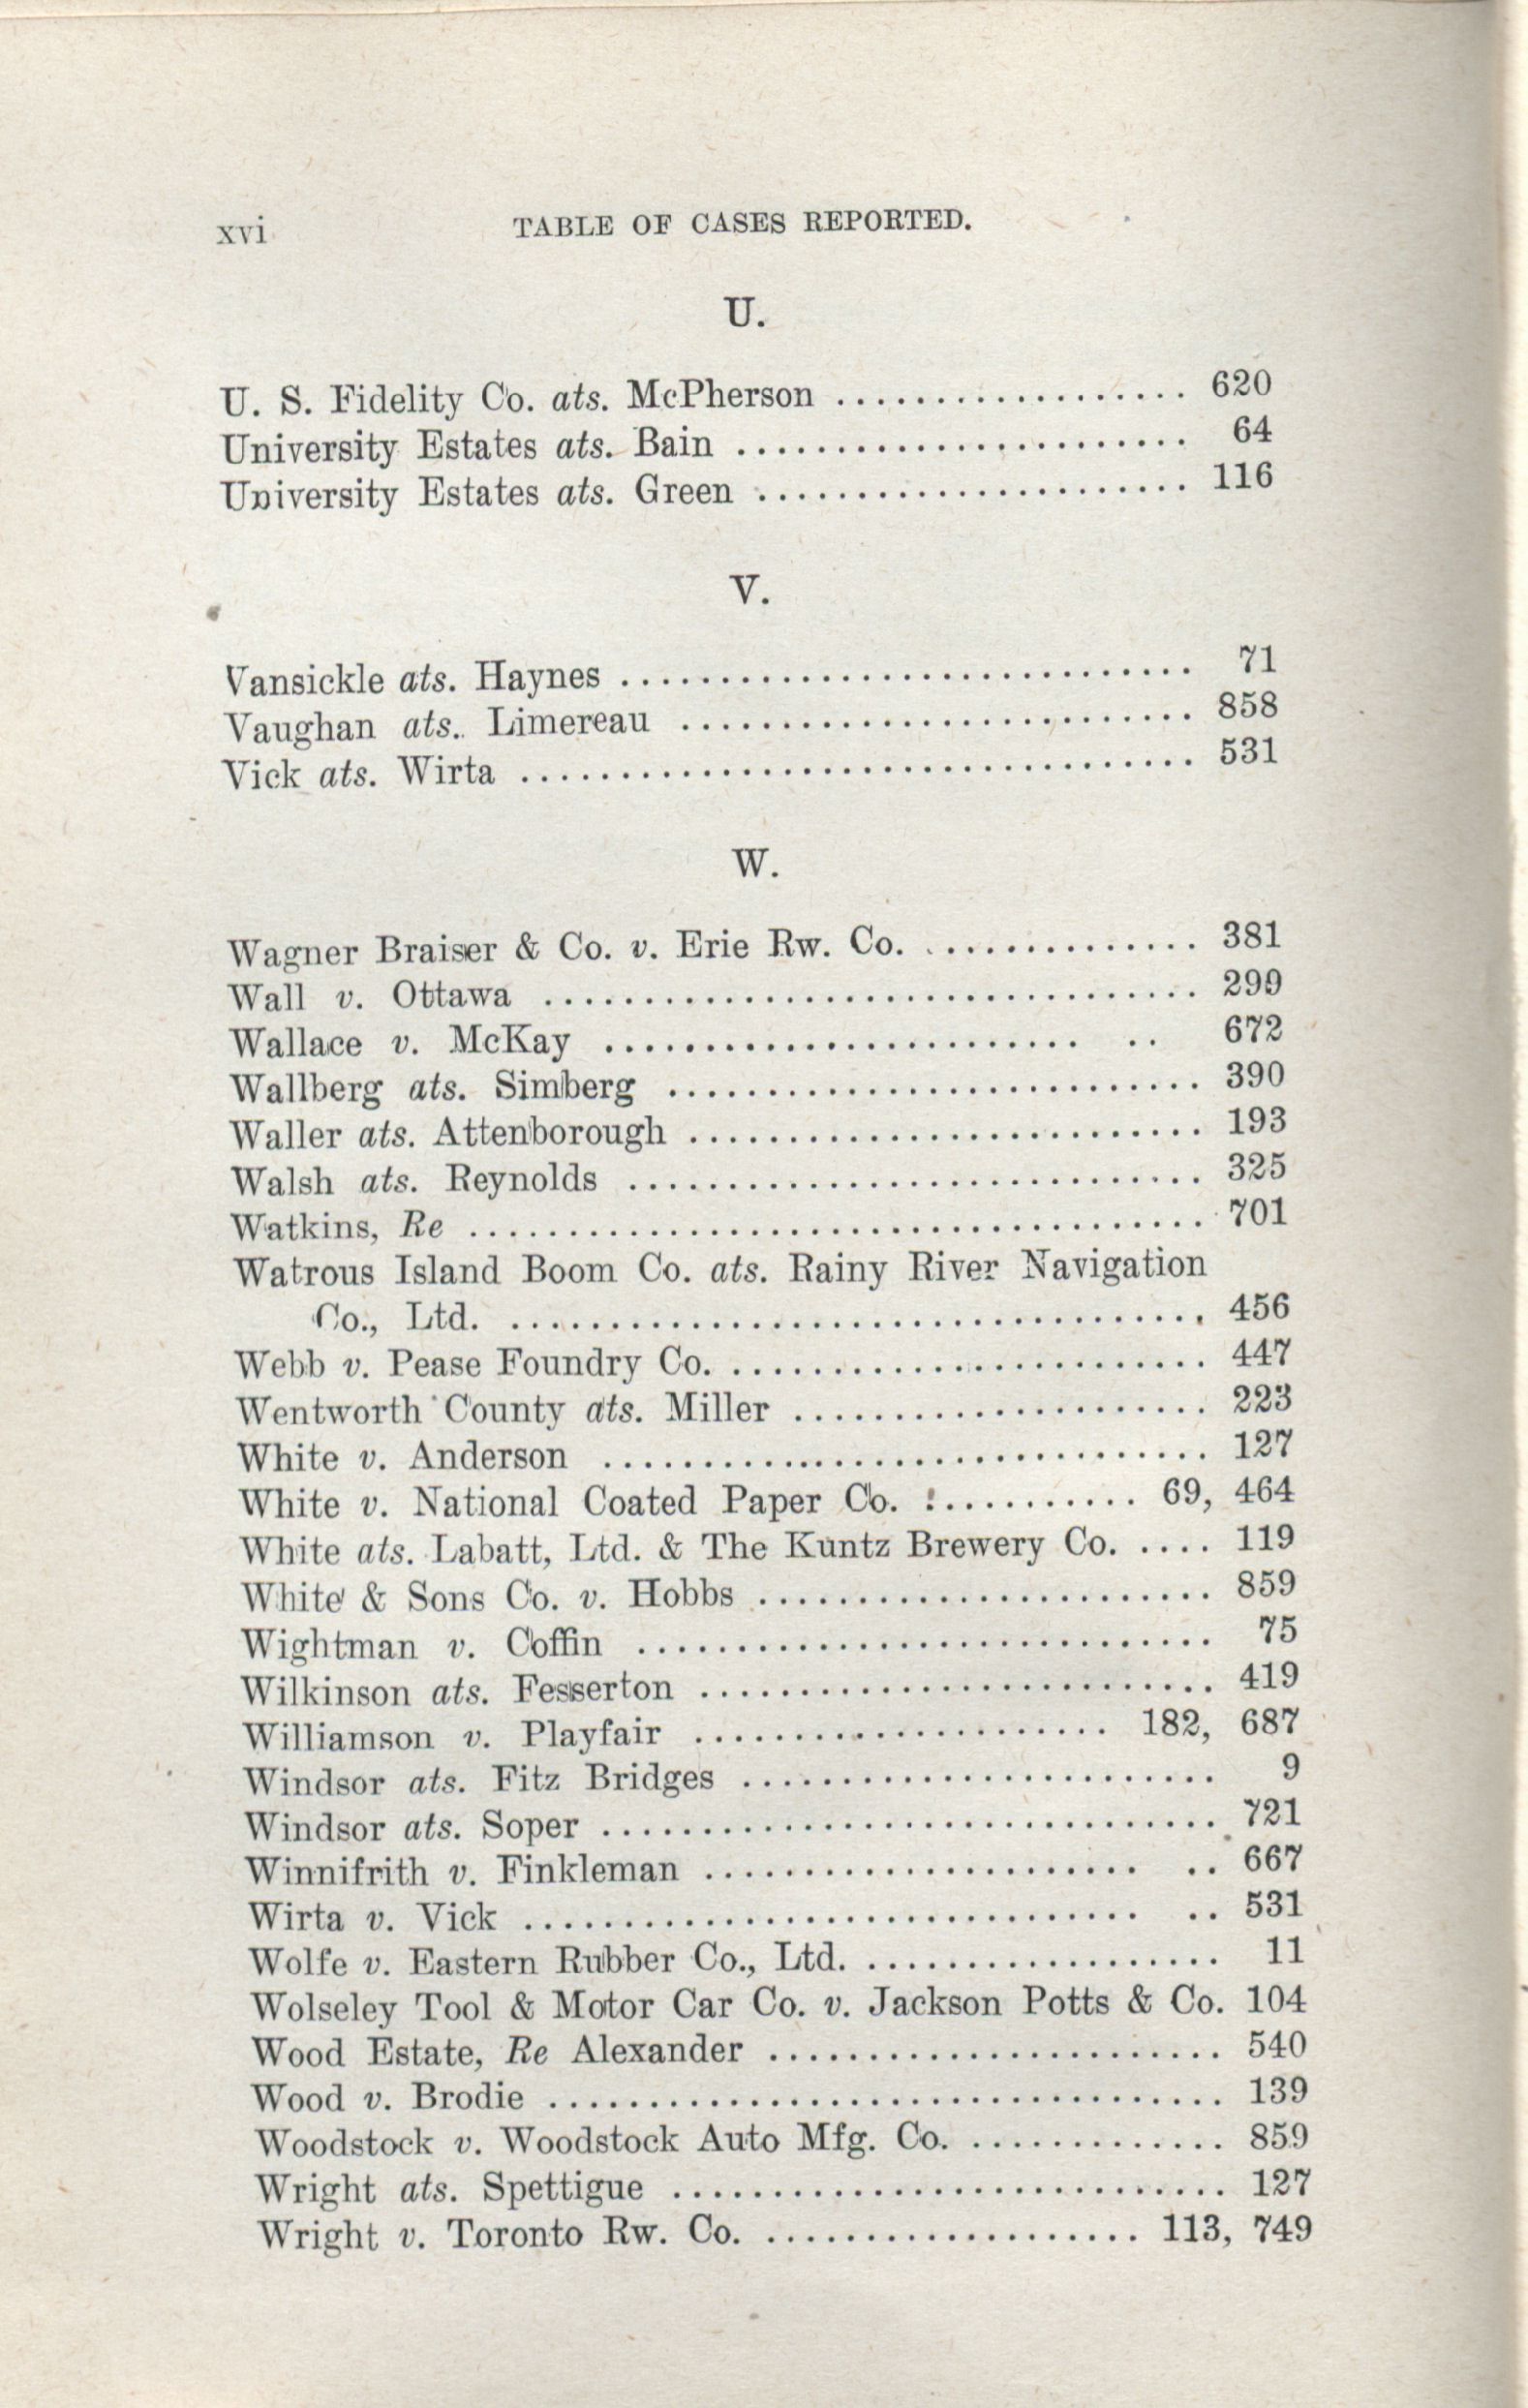 xvi TABLE OF CASES REPORTED.
U.
U. S. Fidelity Co. ats. McPherson .................. 620
University Estates ats. Bain ....................... 64
University Estates ats. Green ...................... 116
V.
Vansickle ats. Haynes ............................. 71
Vaughan ats. Limereau .......................... 858
Vick ats. Wirta .................................. 531
W.
Wagner Braiser & Co. v. Erie Rw. Co. .............. 381
Wall v. Ottawa ................................. 299
Wallace v. McKay ........................ .. 672
Wallberg ats. Simberg ........................... 390
Waller ats. Attenborough .......................... 193
Walsh ats. Reynolds ............................. 325
Watkins, Re ..................................... 701
Watrous Island Boom Co. ats. Rainy River Navigation
Co., Ltd. ................................... 456
Webb v. Pease Foundry Co. ........................ 447
Wentworth County ats. Miller ..................... 223
White v. Anderson ............................... 127
White v. National Coated Paper Co. ........... 69, 464
White ats. Labatt, Ltd. & The Kuntz Brewery Co. .... 119
White & Sons Co. v. Hobbs ....................... 859
Wightman v. Coffin ............................. 75
Wilkinson ats. Fesserton .......................... 419
Williamson v. Playfair ..................... 182, 687
Windsor ats. Fitz Bridges ........................ 9
Windsor ats. Soper ............................... 721
Winnifrith v. Finkleman ...................... .. 667
Wirta v. Vick ............................... .. 531
Wolfe v. Eastern Rubber Co., Ltd. .................. 11
Wolseley Tool & Motor Car Co. v. Jackson Potts & Co. 104
Wood Estate, Re Alexander ....................... 540
Wood v. Brodie .................................. 139
Woodstock v. Woodstock Auto Mfg. Co. ............. 859
Wright ats. Spettigue ............................ 127
Wright v. Toronto Rw. Co. ................... 113, 749